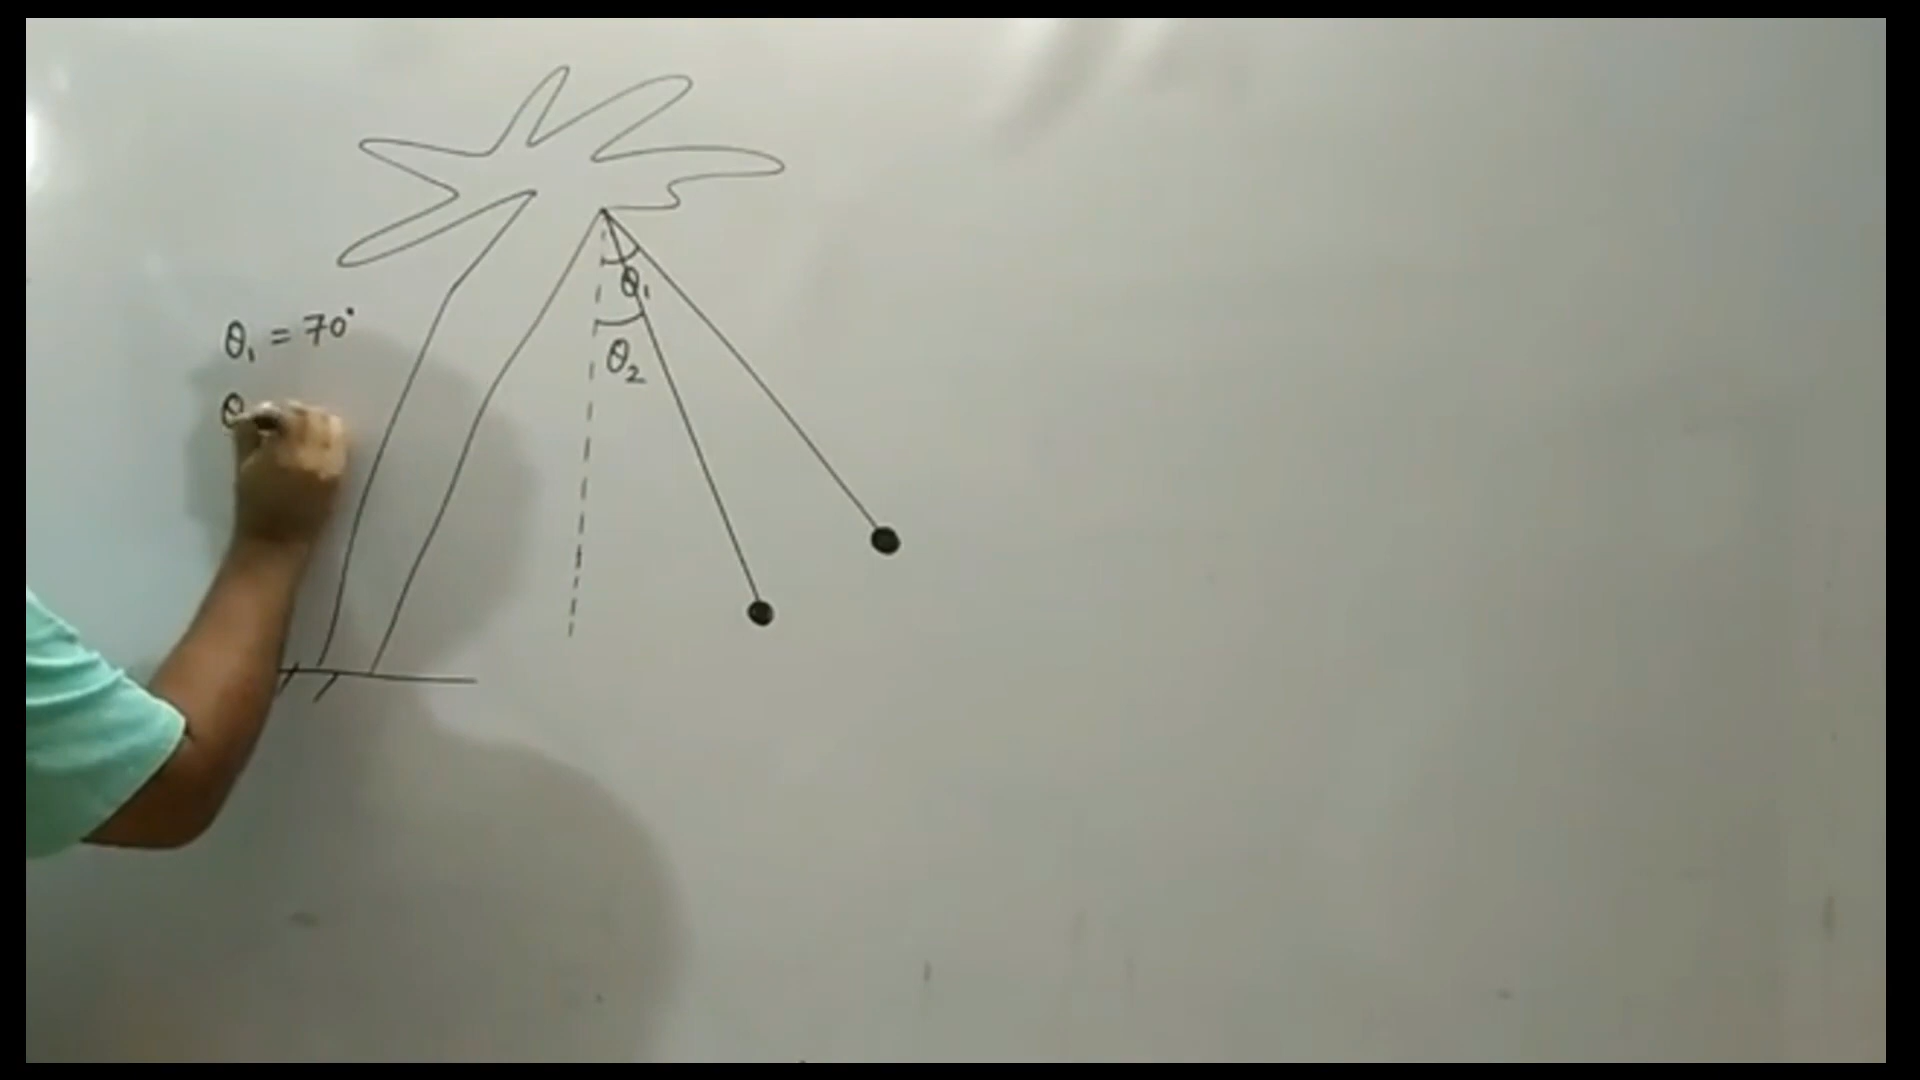 θ₁
θ₂
θ₁ = 70°
θ